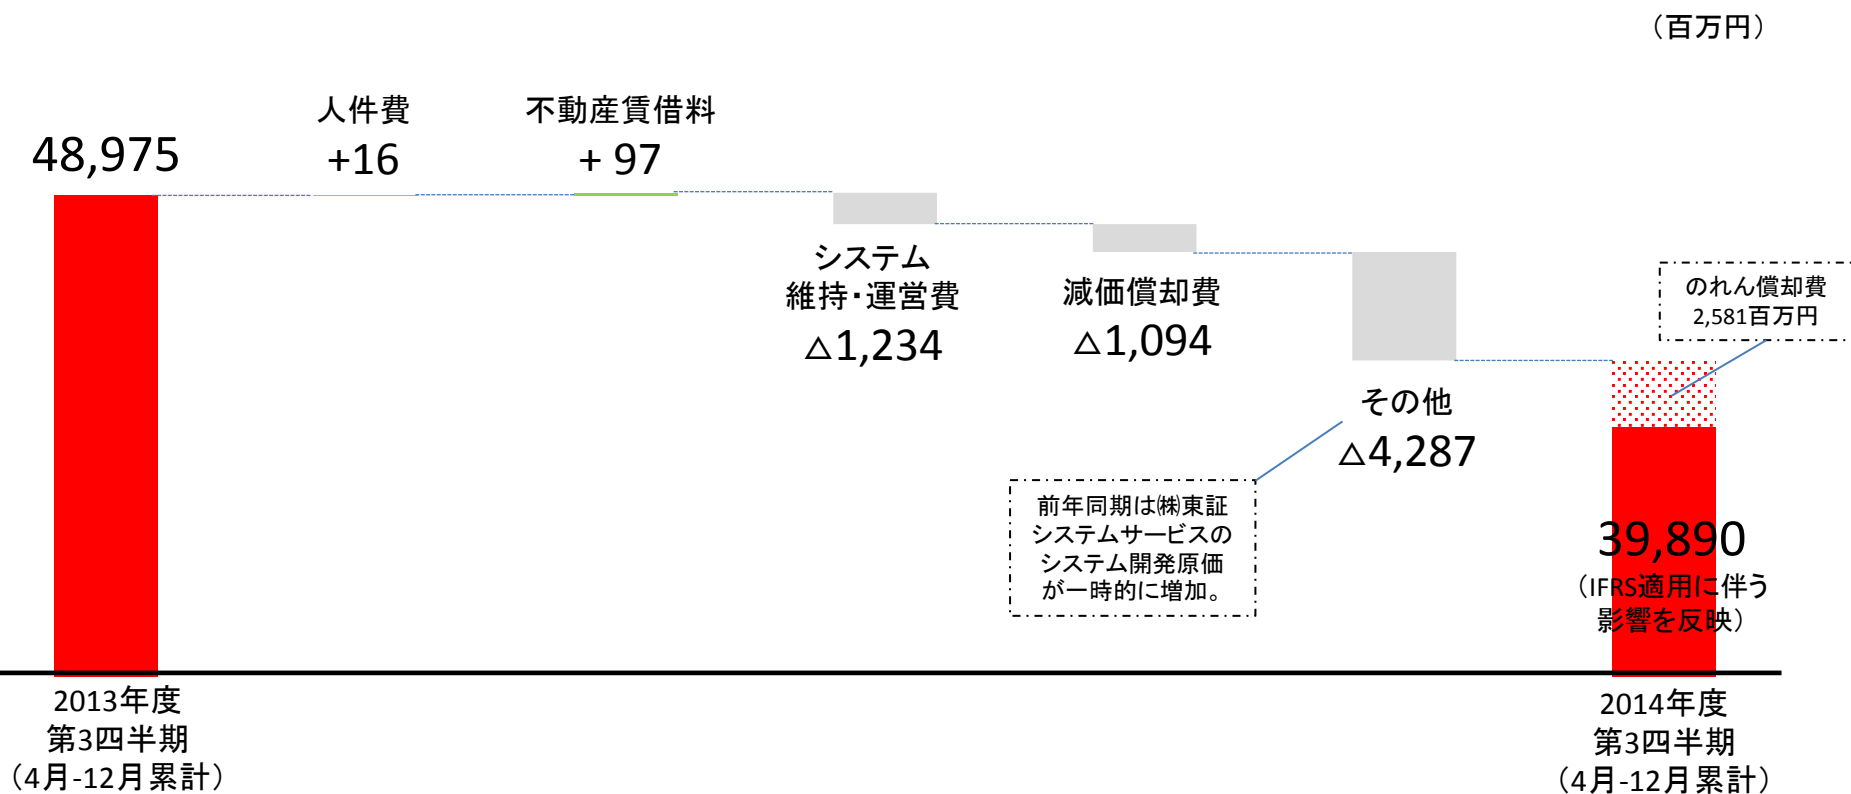 （百万円）
48,975
人件費
+16
不動産賃借料
+ 97
システム
維持・運営費
△1,234
減価償却費
△1,094
その他
△4,287
前年同期は㈱東証
システムサービスの
システム開発原価
が一時的に増加。
のれん償却費
2,581百万円
39,890
（IFRS適用に伴う
影響を反映）
2013年度
第3四半期
（4月-12月累計）
2014年度
第3四半期
（4月-12月累計）